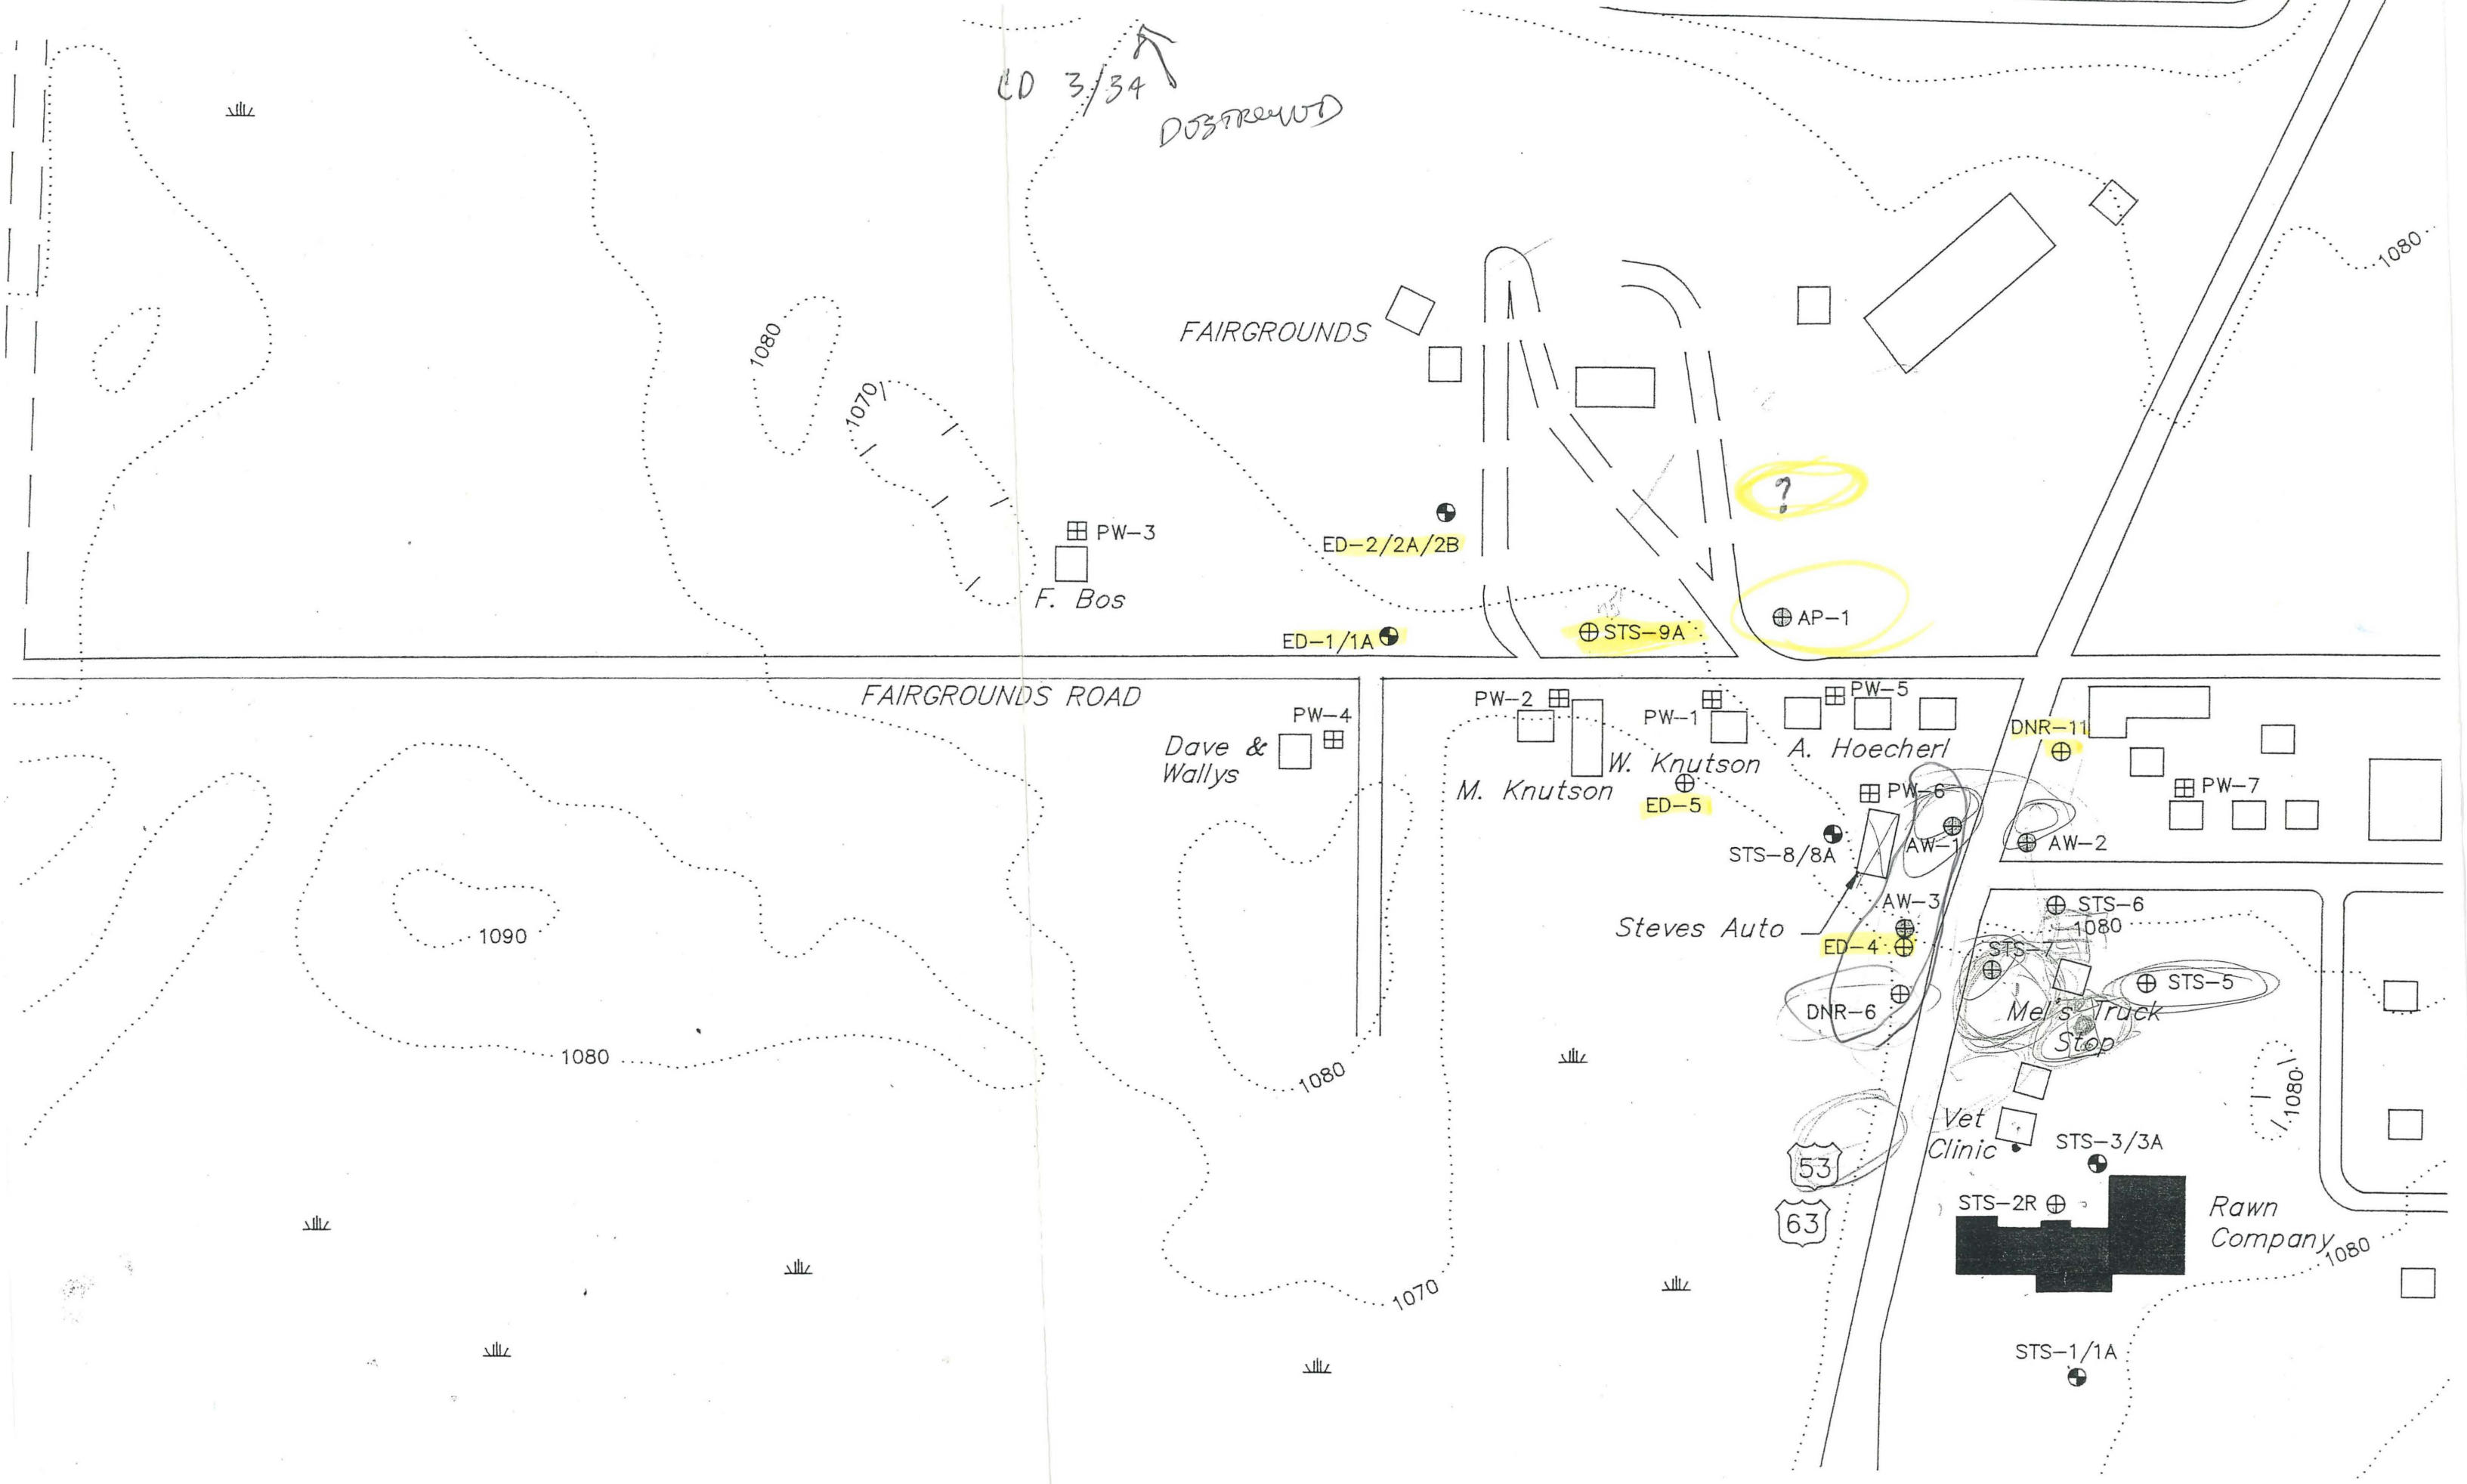 3/34
1080
FAIRGROUNDS
1080
1070
?
PW-3
ED-2/2A/2B
F. Bos
AP-1
ED-1/1A
STS-9A
FAIRGROUNDS ROAD
PW-4
PW-2
PW-1
PW-5
DNR-11
Dave &
Wallys
A. Hoecherl
W. Knutson
M. Knutson
ED-5
PW-6
PW-7
STS-8/8A
AW-1
AW-2
AW-3
STS-6
1080
Steves Auto
1090
ED-4
STS-7
STS-5
DNR-6
Mel's Truck
Stop
1080
1080
1080
Vet
Clinic
STS-3/3A
53
STS-2R
63
Rawn
Company
1080
1070
STS-1/1A